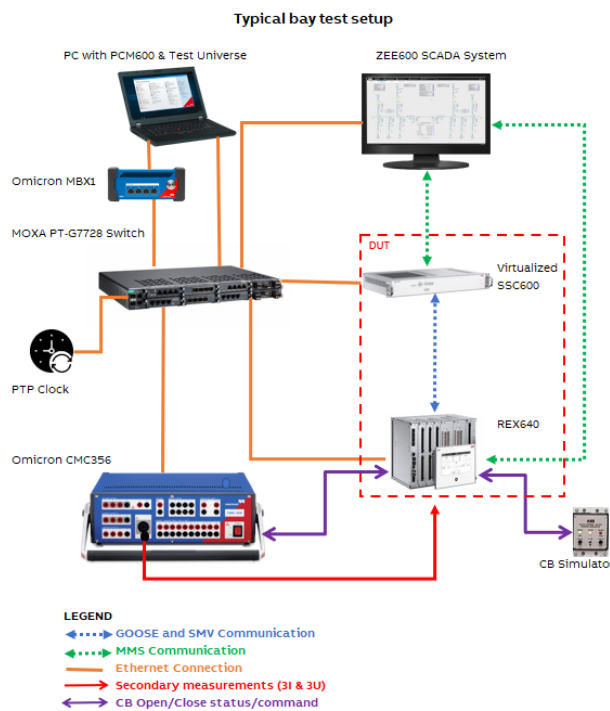 Typical bay test setup
PC with PCM600 & Test Universe
ZEE600 SCADA System
Omicron MBX1
MOXA PT-G7728 Switch
DUT
Virtualized
SSC600
PTP Clock
REX640
Omicron CMC356
CB Simulator
LEGEND
GOOSE and SMV Communication
MMS Communication
Ethernet Connection
Secondary measurements (3I & 3U)
CB Open/Close status/command